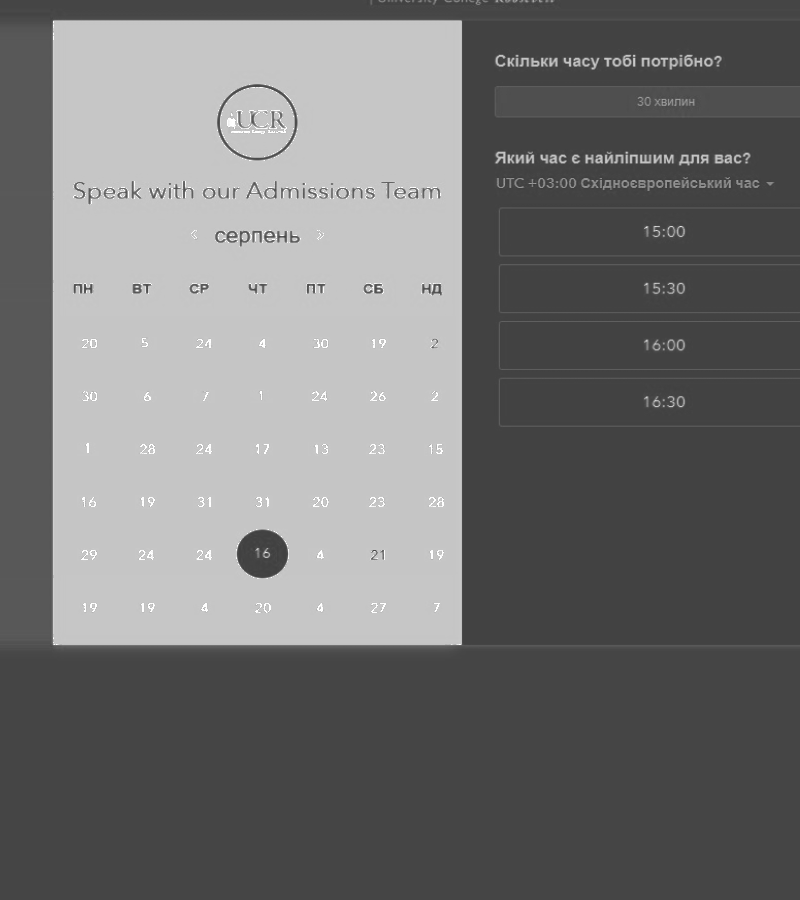 University College Roosevelt
UCR
Speak with our Admissions Team
< серпень >
ПН ВТ СР ЧТ ПТ СБ НД
20 5 24 4 30 19 2
30 6 7 1 24 26 2
1 28 24 17 13 23 15
16 19 31 31 20 23 28
29 24 24 16 4 21 19
19 19 4 20 4 27 7
Скільки часу тобі потрібно?
30 хвилин
Який час є найліпшим для вас?
UTC +03:00 Східноєвропейський час
15:00
15:30
16:00
16:30